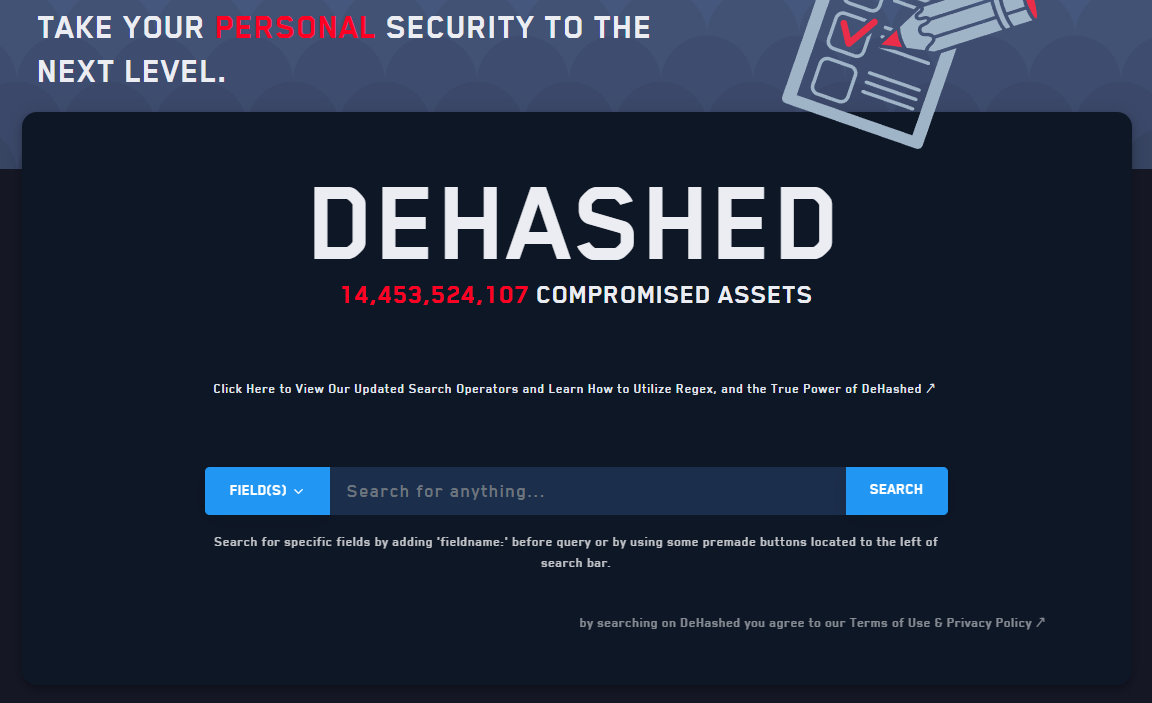 TAKE YOUR PERSONAL SECURITY TO THE
NEXT LEVEL.
DEHASHED
14,453,524,107 COMPROMISED ASSETS
Click Here to View Our Updated Search Operators and Learn How to Utilize Regex, and the True Power of DeHashed ↗
FIELD(S)
Search for anything...
SEARCH
Search for specific fields by adding "fieldname:" before query or by using some premade buttons located to the left of
search bar.
by searching on DeHashed you agree to our Terms of Use & Privacy Policy ↗